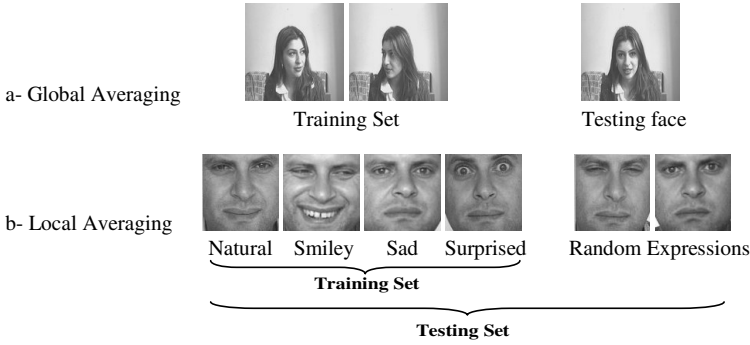 a- Global Averaging
Training Set
Testing face
b- Local Averaging
Natural Smiley Sad Surprised Random Expressions
Training Set
Testing Set